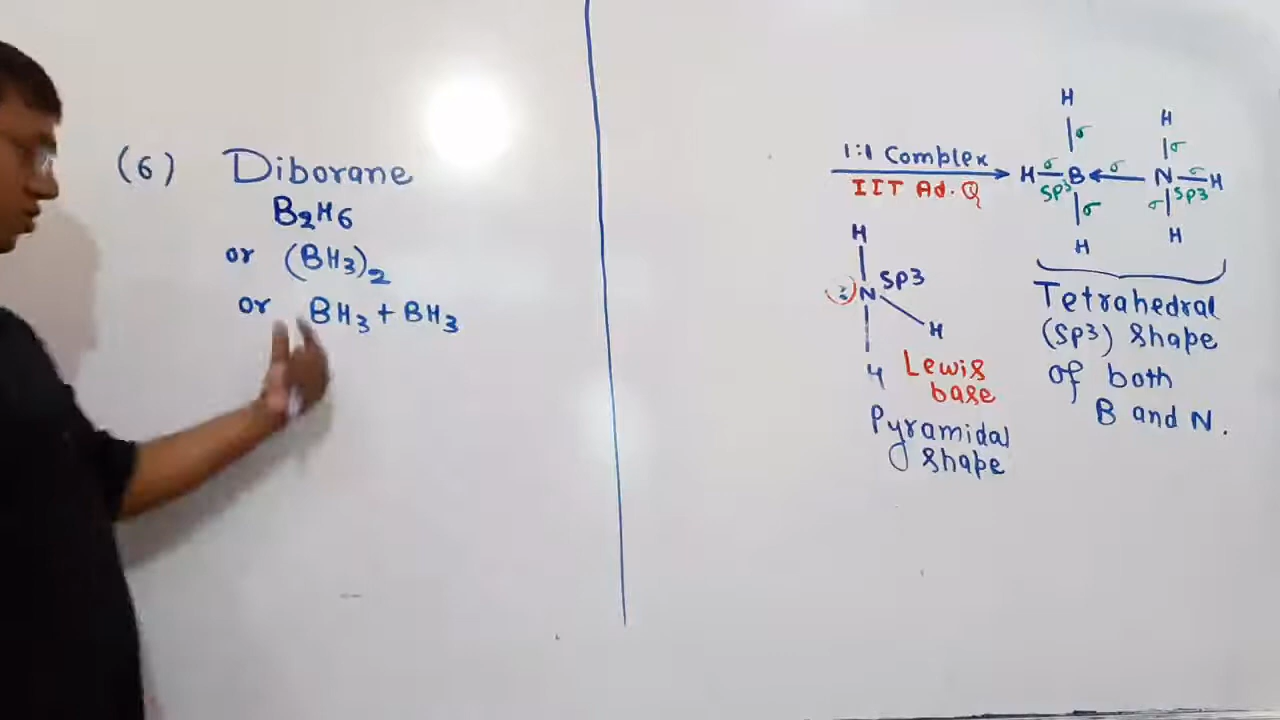 (6) Diborane
B2H6
or (BH3)2
or BH3 + BH3
1:1 Complex
IIT Ad. Q
H
H
H σ B ← σ N σ H
σ
σ
sp3
sp3
σ
σ
H
H
H
:N sp3
H
H
Lewis
base
Pyramidal
shape
Tetrahedral
(sp3) shape
of both
B and N.